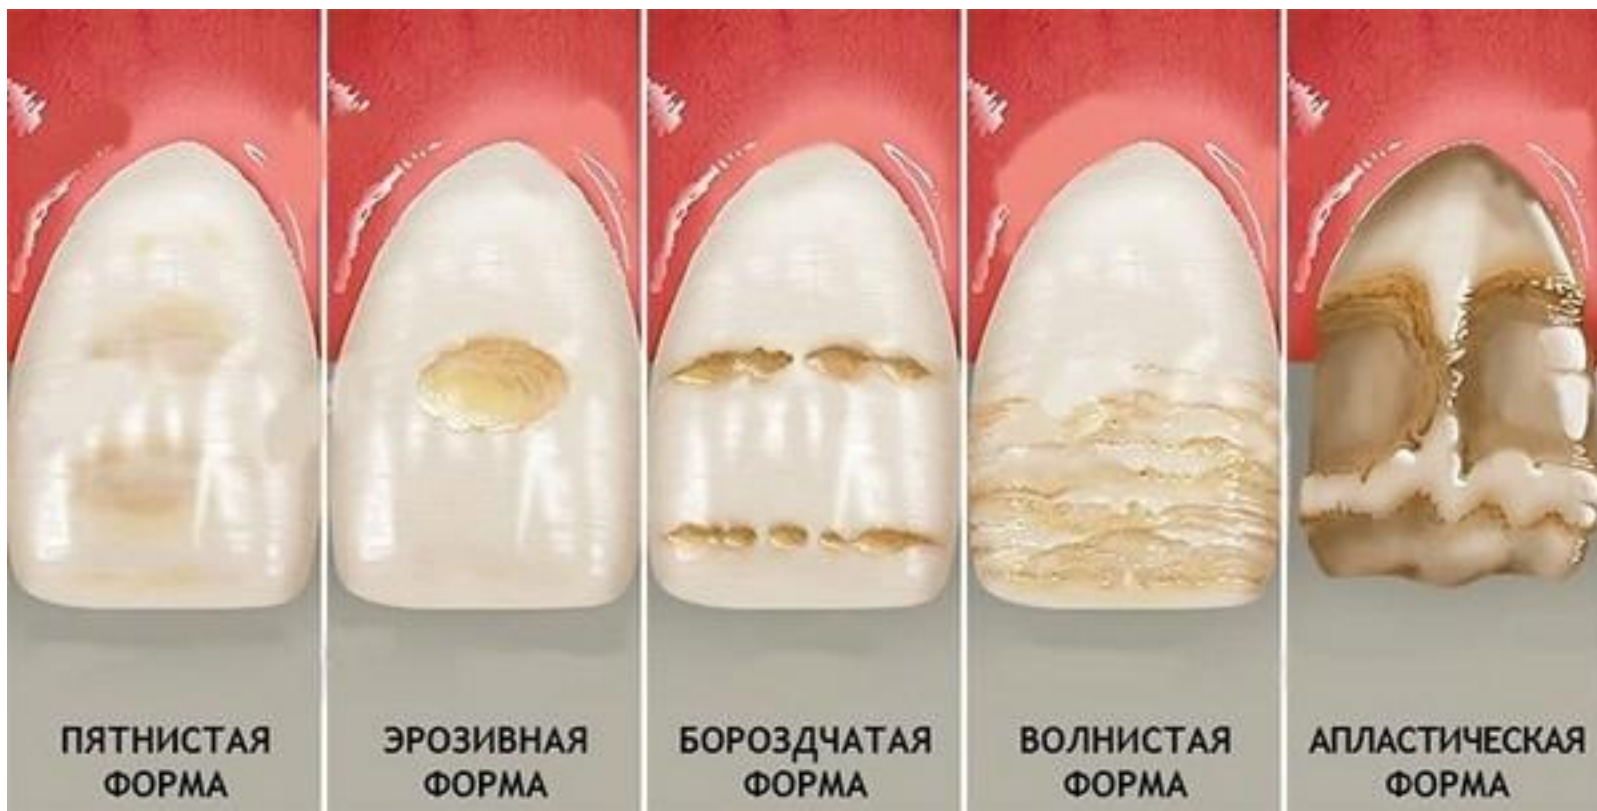 ПЯТНИСТАЯ
ФОРМА
ЭРОЗИВНАЯ
ФОРМА
БОРОЗДЧАТАЯ
ФОРМА
ВОЛНИСТАЯ
ФОРМА
АПЛАСТИЧЕСКАЯ
ФОРМА